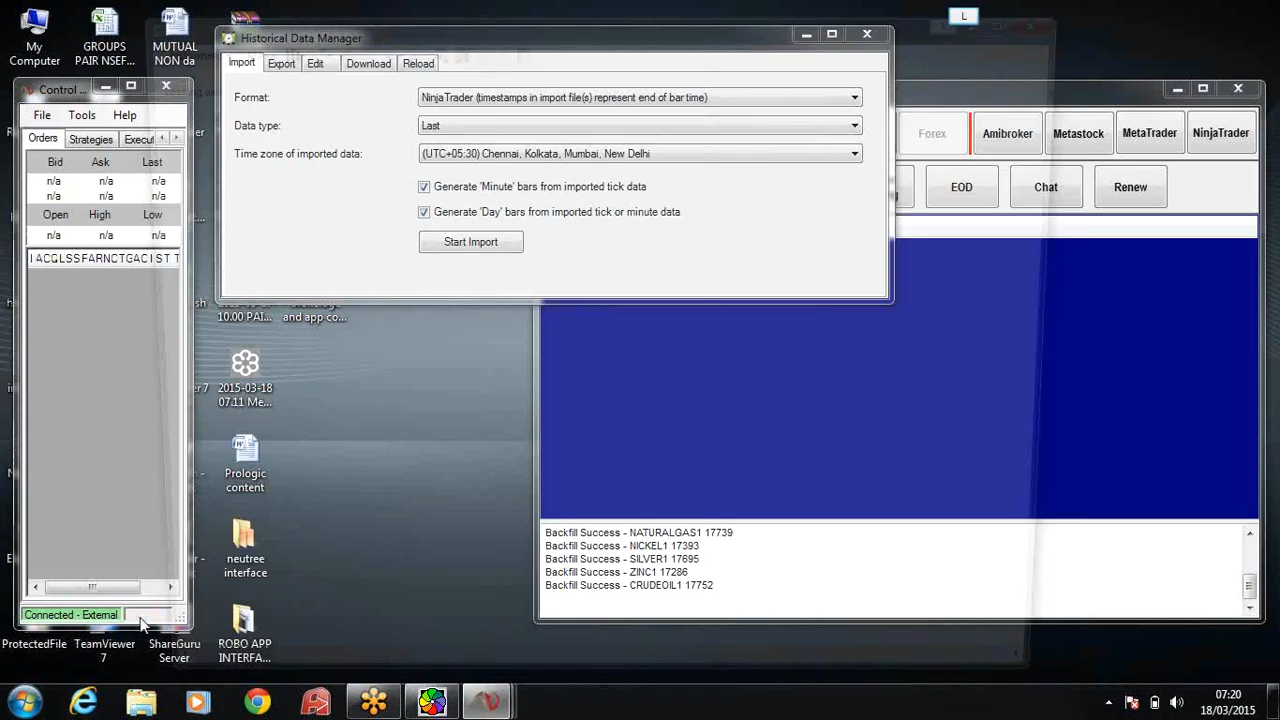 L
My Computer
GROUPS PAIR NSEF...
MUTUAL NON da
Control ...
File Tools Help
Orders Strategies Execut
Bid Ask Last
n/a n/a n/a
n/a n/a n/a
Open High Low
n/a n/a n/a
Connected - External
Historical Data Manager
Import Export Edit Download Reload
Format: NinjaTrader (timestamps in import file(s) represent end of bar time)
Data type: Last
Time zone of imported data: (UTC+05:30) Chennai, Kolkata, Mumbai, New Delhi
Generate 'Minute' bars from imported tick data
Generate 'Day' bars from imported tick or minute data
Start Import
Forex Amibroker Metastock MetaTrader NinjaTrader
EOD Chat Renew
10.00 PAI...
and app co...
2015-03-18 07.11 Me...
Prologic content
neutree interface
ROBO APP INTERFA...
ProtectedFile
TeamViewer 7
ShareGuru Server
Backfill Success - NATURALGAS1 17739
Backfill Success - NICKEL1 17393
Backfill Success - SILVER1 17695
Backfill Success - ZINC1 17286
Backfill Success - CRUDEOIL1 17752
07:20
18/03/2015